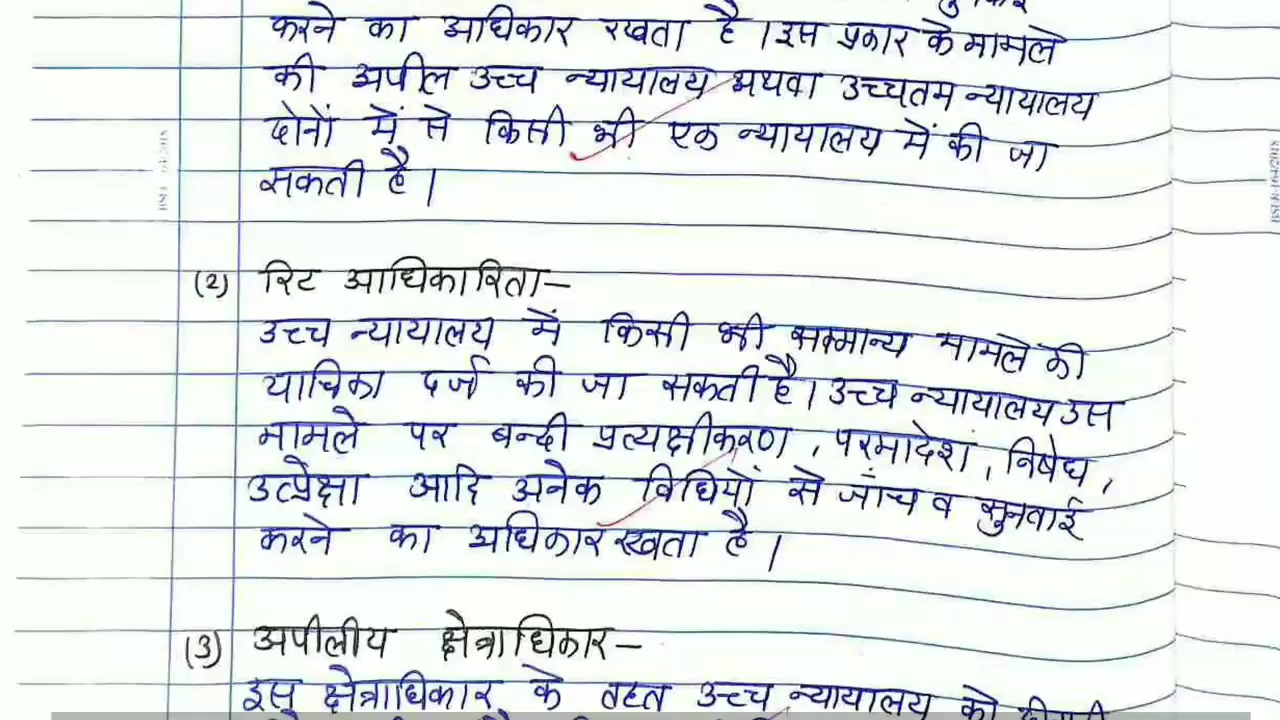 करने का अधिकार रखता है।इस प्रकार के मामले
की अपील उच्च न्यायालय अथवा उच्चतम न्यायालय
दोनों में से किसी भी एक न्यायालय में की जा
सकती है।
(2) रिट अधिकारिता–
उच्च न्यायालय में किसी भी सामान्य मामले की
याचिका दर्ज की जा सकती है। उच्च न्यायालय उस
मामले पर बन्दी प्रत्यक्षीकरण, परमादेश, निषेध,
उत्प्रेक्षा आदि अनेक विधियों से जांच व सुनवाई
करने का अधिकार रखता है।
(3) अपीलीय क्षेत्राधिकार–
इस क्षेत्राधिकार के तहत उच्च न्यायालय को